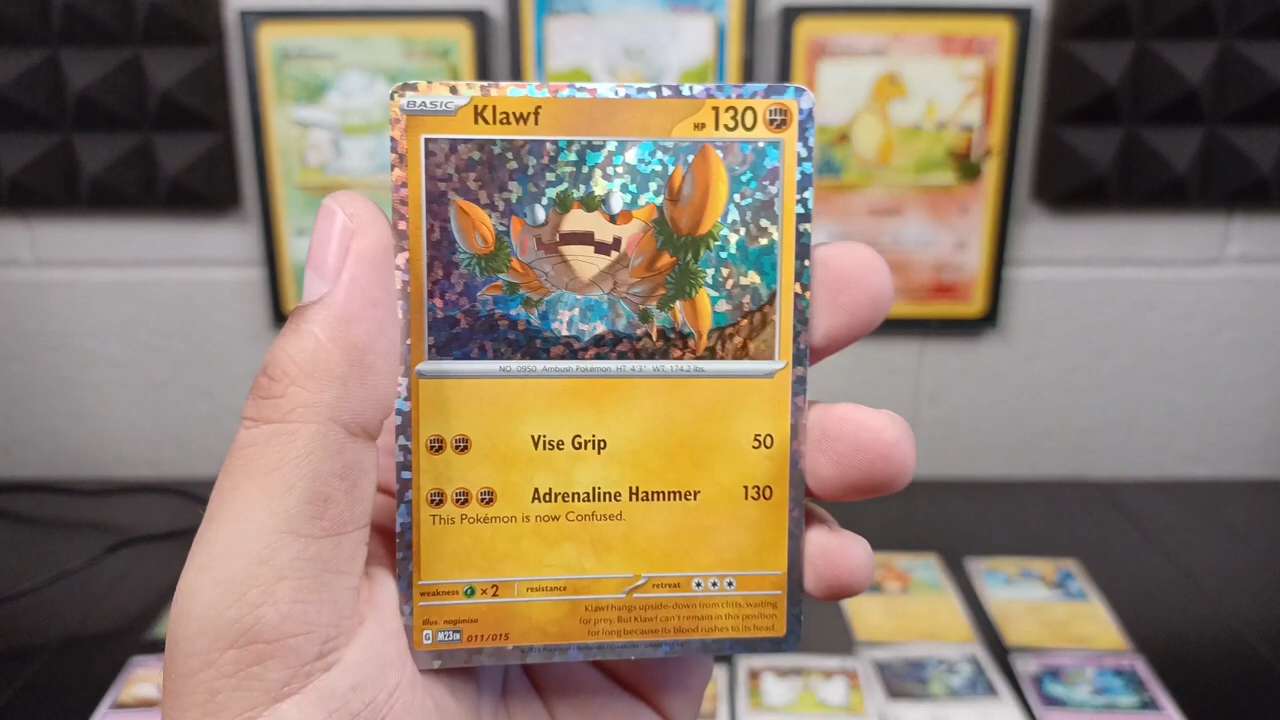 BASIC Klawf HP 130
NO. 0950 Ambush Pokémon HT: 4'3" WT: 174.2 lbs.
Vise Grip 50
Adrenaline Hammer 130
This Pokémon is now Confused.
weakness ×2 resistance retreat
Illus. nagimiso
Klawf hangs upside-down from cliffs, waiting
for prey. But Klawf can't remain in this position
for long because its blood rushes to its head.
G M23 EN 011/015